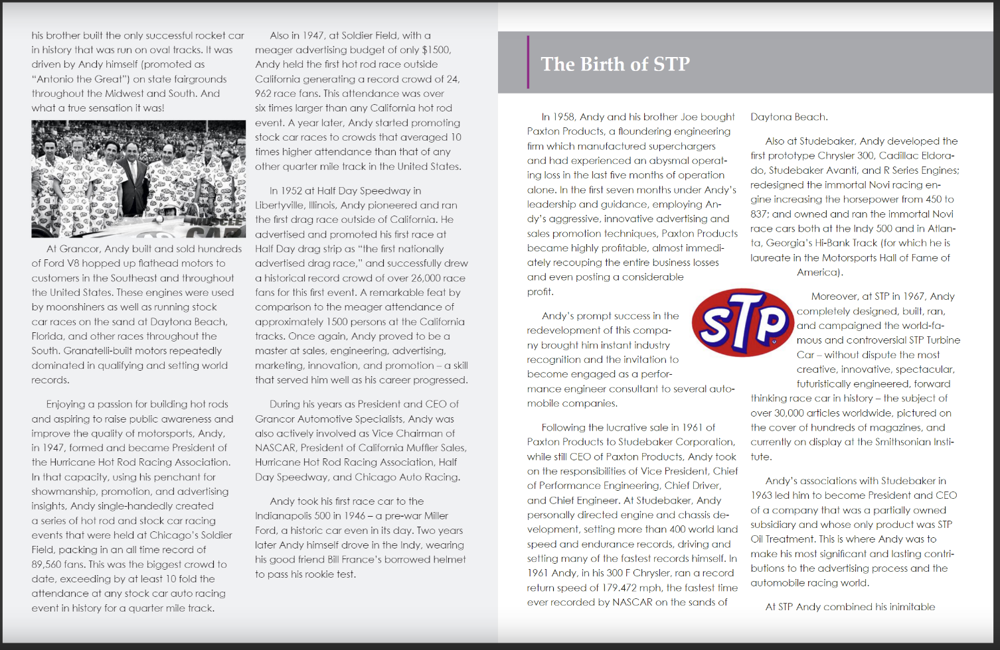 his brother built the only successful rocket car
in history that was run on oval tracks. It was
driven by Andy himself (promoted as
“Antonio the Great”) on state fairgrounds
throughout the Midwest and South. And
what a true sensation it was!
MUSCLE
CAR
At Grancor, Andy built and sold hundreds
of Ford V8 hopped up flathead motors to
customers in the Southeast and throughout
the United States. These engines were used
by moonshiners as well as running stock
car races on the sand at Daytona Beach,
Florida, and other races throughout the
South. Granatelli-built motors repeatedly
dominated in qualifying and setting world
records.
Enjoying a passion for building hot rods
and aspiring to raise public awareness and
improve the quality of motorsports, Andy,
in 1947, formed and became President of
the Hurricane Hot Rod Racing Association.
In that capacity, using his penchant for
showmanship, promotion, and advertising
insights, Andy single-handedly created
a series of hot rod and stock car racing
events that were held at Chicago’s Soldier
Field, packing in an all time record of
89,560 fans. This was the biggest crowd to
date, exceeding by at least 10 fold the
attendance at any stock car auto racing
event in history for a quarter mile track.
Also in 1947, at Soldier Field, with a
meager advertising budget of only $1500,
Andy held the first hot rod race outside
California generating a record crowd of 24,
962 race fans. This attendance was over
six times larger than any California hot rod
event. A year later, Andy started promoting
stock car races to crowds that averaged 10
times higher attendance than that of any
other quarter mile track in the United States.
In 1952 at Half Day Speedway in
Libertyville, Illinois, Andy pioneered and ran
the first drag race outside of California. He
advertised and promoted his first race at
Half Day drag strip as “the first nationally
advertised drag race,” and successfully drew
a historical record crowd of over 26,000 race
fans for this first event. A remarkable feat by
comparison to the meager attendance of
approximately 1500 persons at the California
tracks. Once again, Andy proved to be a
master at sales, engineering, advertising,
marketing, innovation, and promotion – a skill
that served him well as his career progressed.
During his years as President and CEO of
Grancor Automotive Specialists, Andy was
also actively involved as Vice Chairman of
NASCAR, President of California Muffler Sales,
Hurricane Hot Rod Racing Association, Half
Day Speedway, and Chicago Auto Racing.
Andy took his first race car to the
Indianapolis 500 in 1946 – a pre-war Miller
Ford, a historic car even in its day. Two years
later Andy himself drove in the Indy, wearing
his good friend Bill France’s borrowed helmet
to pass his rookie test.
The Birth of STP
In 1958, Andy and his brother Joe bought
Paxton Products, a floundering engineering
firm which manufactured superchargers
and had experienced an abysmal operat-
ing loss in the last five months of operation
alone. In the first seven months under Andy’s
leadership and guidance, employing An-
dy’s aggressive, innovative advertising and
sales promotion techniques, Paxton Products
became highly profitable, almost immedi-
ately recouping the entire business losses
and even posting a considerable
profit.
Andy’s prompt success in the
redevelopment of this compa-
ny brought him instant industry
recognition and the invitation to
become engaged as a perfor-
mance engineer consultant to several auto-
mobile companies.
Following the lucrative sale in 1961 of
Paxton Products to Studebaker Corporation,
while still CEO of Paxton Products, Andy took
on the responsibilities of Vice President, Chief
of Performance Engineering, Chief Driver,
and Chief Engineer. At Studebaker, Andy
personally directed engine and chassis de-
velopment, setting more than 400 world land
speed and endurance records, driving and
setting many of the fastest records himself. In
1961 Andy, in his 300 F Chrysler, ran a record
return speed of 179.472 mph, the fastest time
ever recorded by NASCAR on the sands of
STP
Daytona Beach.
Also at Studebaker, Andy developed the
first prototype Chrysler 300, Cadillac Eldora-
do, Studebaker Avanti, and R Series Engines;
redesigned the immortal Novi racing en-
gine increasing the horsepower from 450 to
837; and owned and ran the immortal Novi
race cars both at the Indy 500 and in Atlan-
ta, Georgia’s Hi-Bank Track (for which he is
laureate in the Motorsports Hall of Fame of
America).
Moreover, at STP in 1967, Andy
completely designed, built, ran,
and campaigned the world-fa-
mous and controversial STP Turbine
Car – without dispute the most
creative, innovative, spectacular,
futuristically engineered, forward
thinking race car in history – the subject of
over 30,000 articles worldwide, pictured on
the cover of hundreds of magazines, and
currently on display at the Smithsonian Insti-
tute.
Andy’s associations with Studebaker in
1963 led him to become President and CEO
of a company that was a partially owned
subsidiary and whose only product was STP
Oil Treatment. This is where Andy was to
make his most significant and lasting contri-
butions to the advertising process and the
automobile racing world.
At STP Andy combined his inimitable